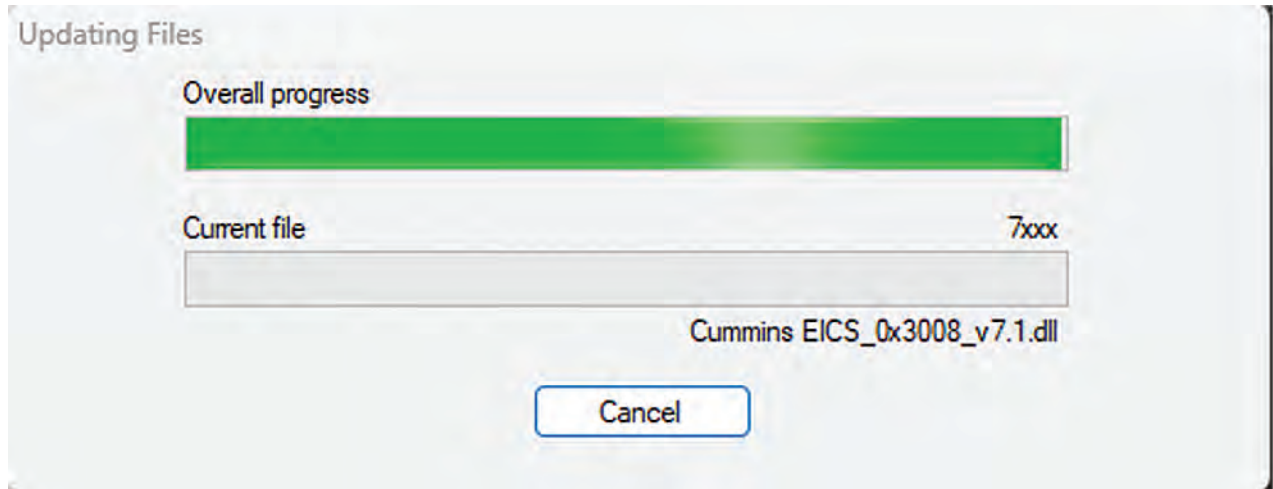 Updating Files
Overall progress
Current file 7xxx
Cummins EICS_0x3008_v7.1.dll
Cancel